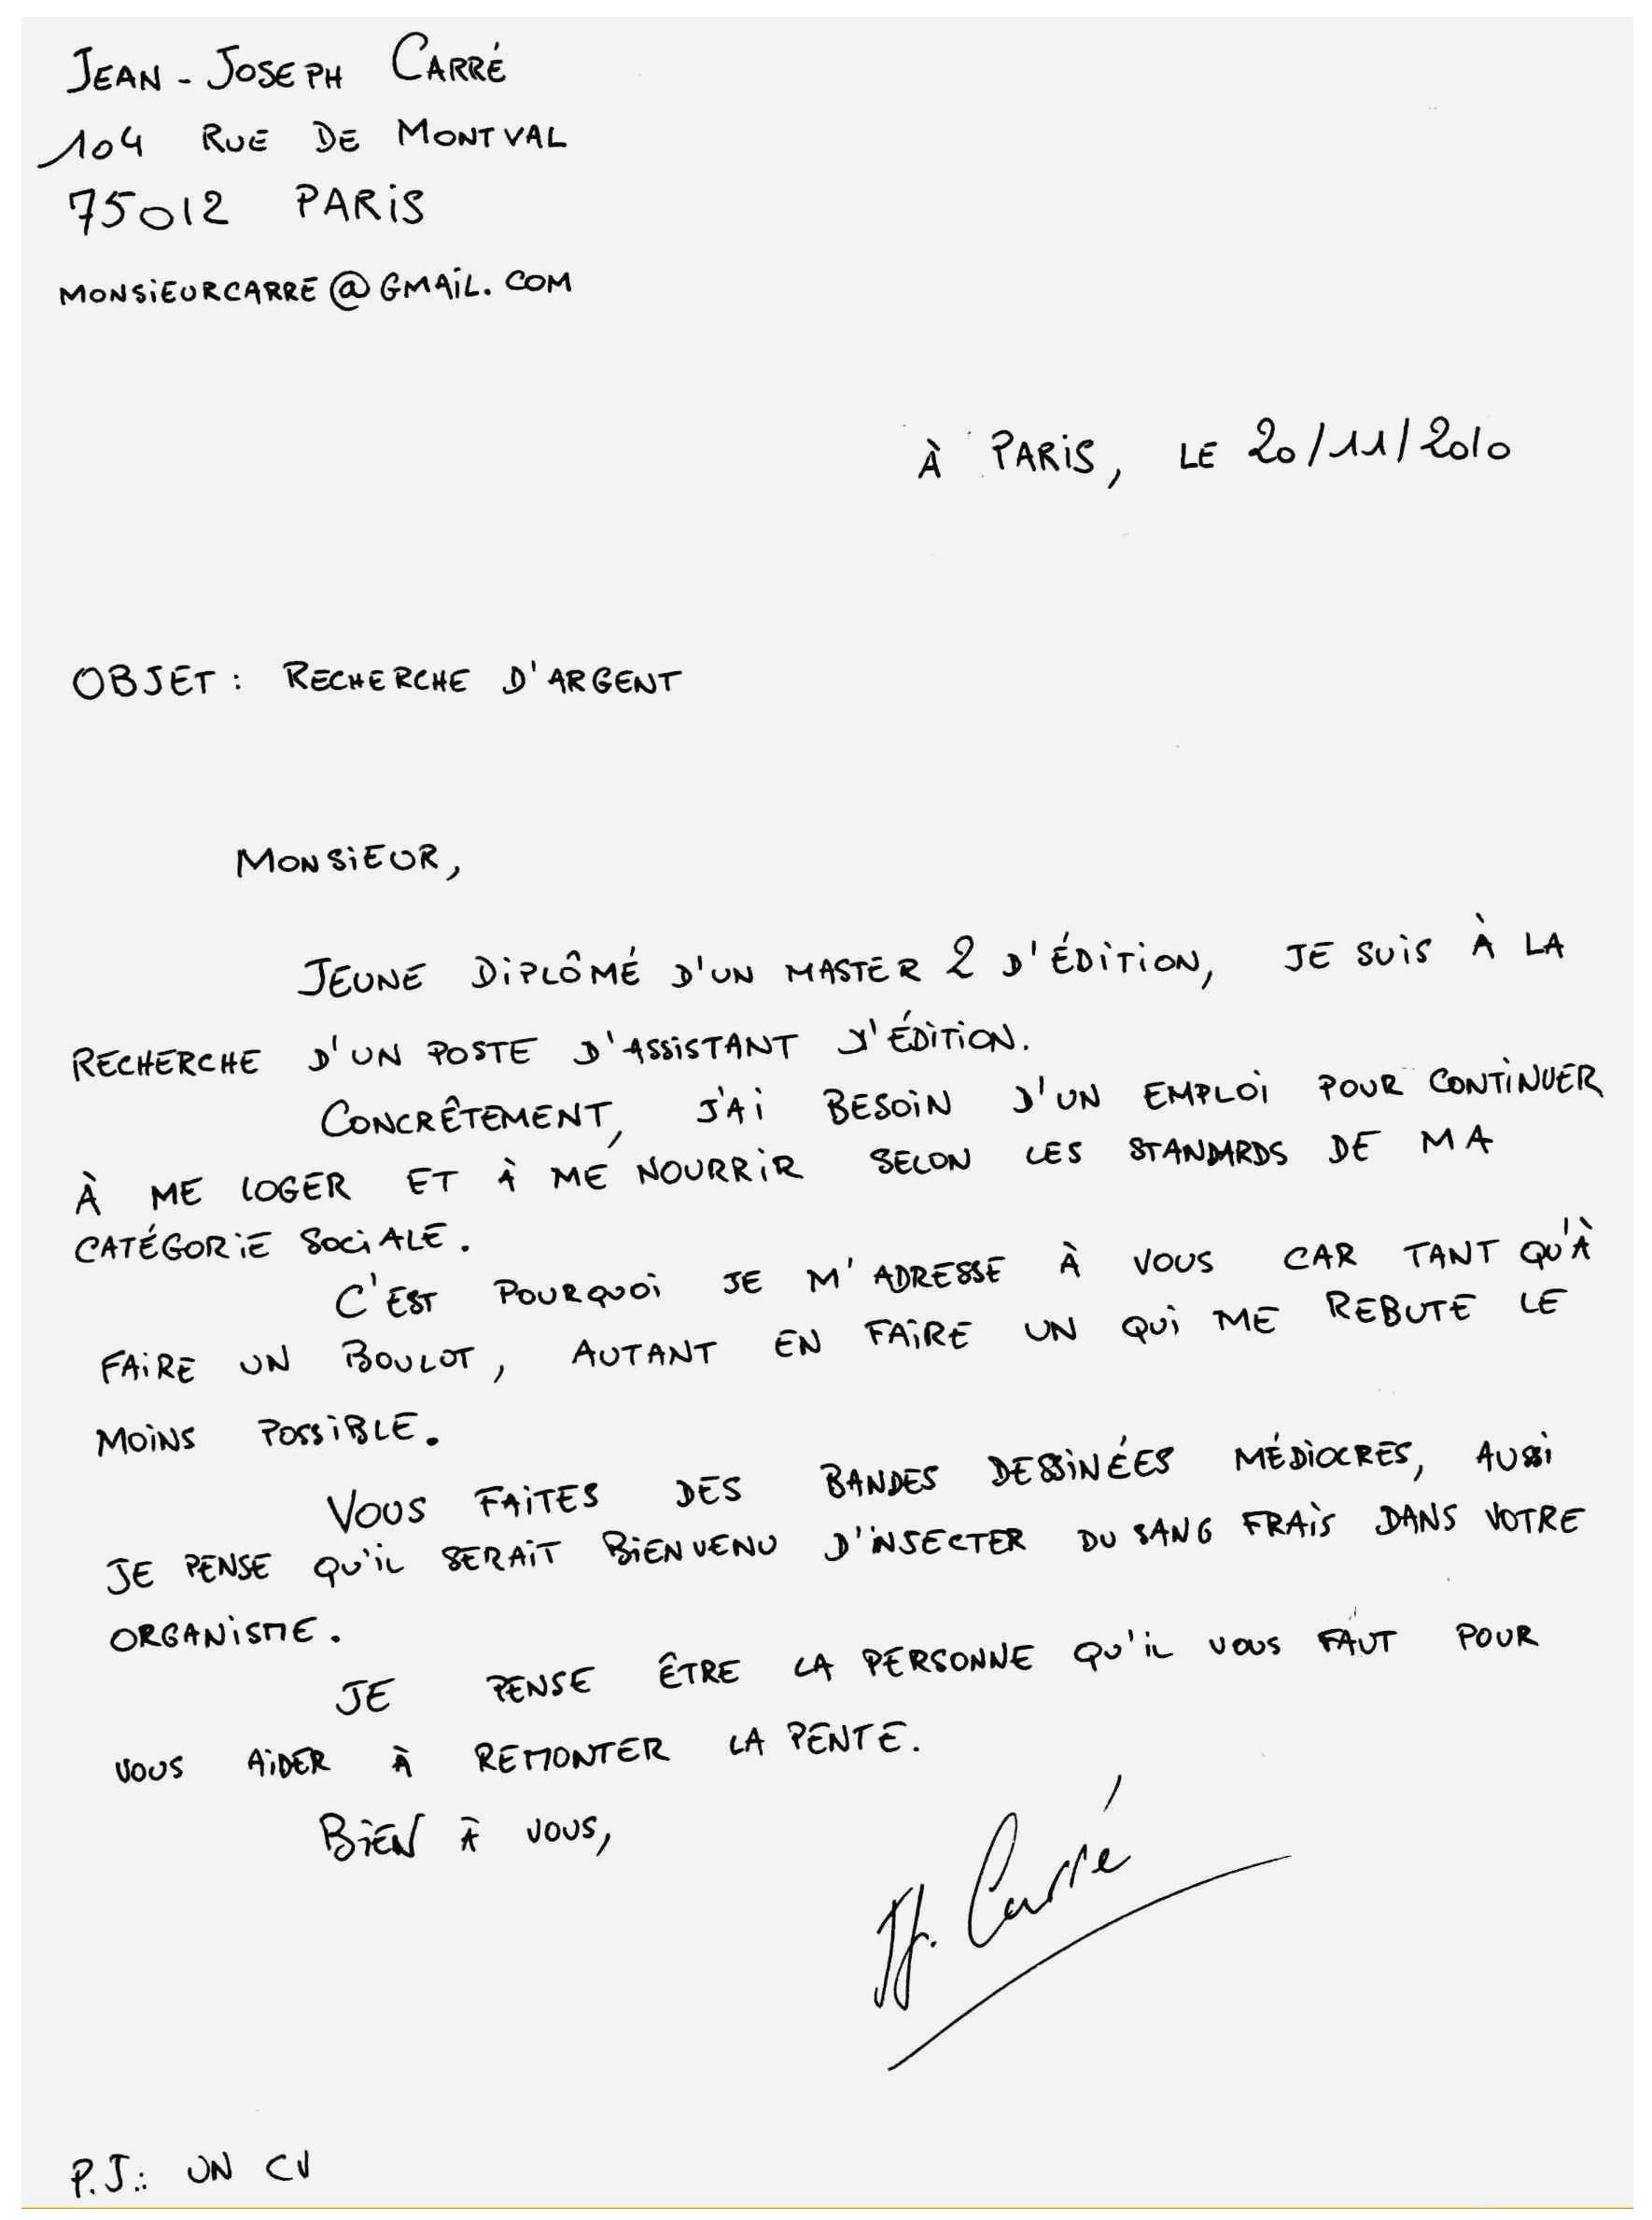 JEAN-JOSEPH CARRÉ
104 RUE DE MONTVAL
75012 PARIS
MONSIEURCARRE@GMAIL.COM
À PARIS, LE 20/11/2010
OBJET: RECHERCHE D'ARGENT
MONSIEUR,
JEUNE DIPLÔMÉ D'UN MASTER 2 D'ÉDITION, JE SUIS À LA
RECHERCHE D'UN POSTE D'ASSISTANT D'ÉDITION.
CONCRÊTEMENT, J'AI BESOIN D'UN EMPLOI POUR CONTINUER
À ME LOGER ET À ME NOURRIR SELON LES STANDARDS DE MA
CATÉGORIE SOCIALE.
C'EST POURQUOI JE M'ADRESSE À VOUS CAR TANT QU'À
FAIRE UN BOULOT, AUTANT EN FAIRE UN QUI ME REBUTE LE
MOINS POSSIBLE.
VOUS FAITES DES BANDES DESSINÉES MÉDIOCRES, AUSSI
JE PENSE QU'IL SERAIT BIENVENU D'INJECTER DU SANG FRAIS DANS VOTRE
ORGANISME.
JE PENSE ÊTRE LA PERSONNE QU'IL VOUS FAUT POUR
VOUS AIDER À REMONTER LA PENTE.
BIEN À VOUS,
JJ. Carré
P.J.: UN CV